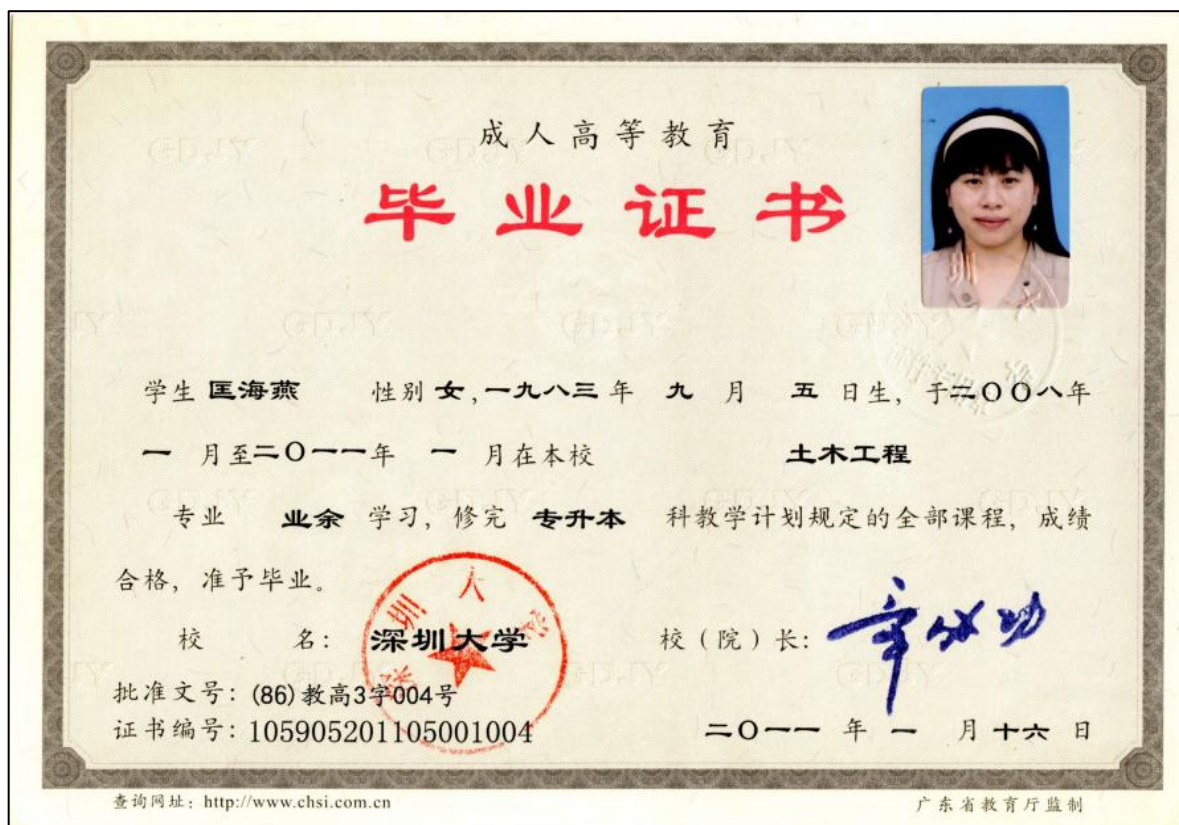 成人高等教育
毕业证书
学生 匡海燕 性别 女,一九八三年 九 月 五 日生, 于二〇〇八年
一 月至二〇一一年 一 月在本校 土木工程
专业 业余 学习, 修完 专升本 科教学计划规定的全部课程, 成绩
合格, 准予毕业。
校 名: 深圳大学 校(院)长:
深圳大学
批准文号: (86)教高3字004号
证书编号: 105905201105001004 二〇一一 年 一 月 十六 日
查询网址: http://www.chsi.com.cn 广东省教育厅监制